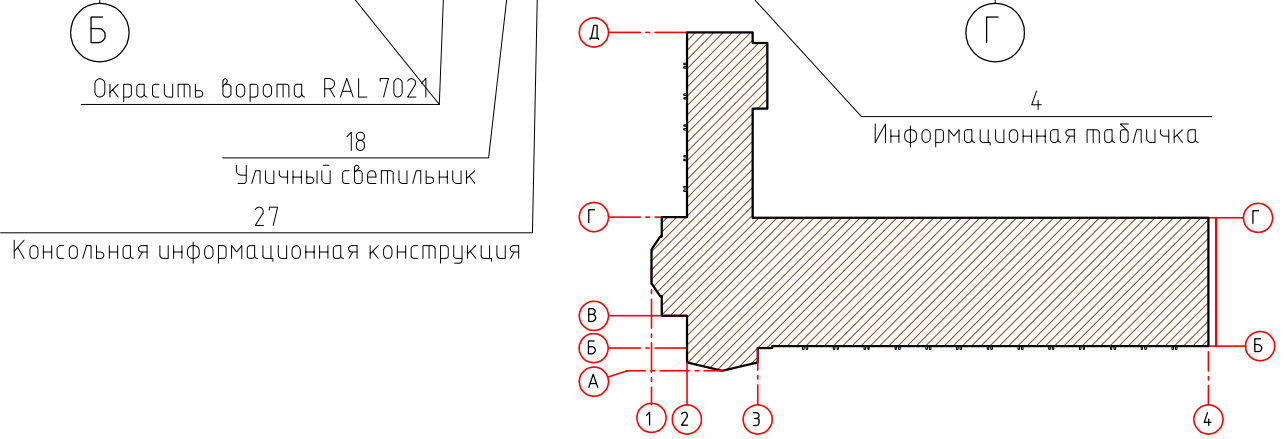 Б
Г
Окрасить ворота RAL 7021
18
Уличный светильник
27
Консольная информационная конструкция
4
Информационная табличка
Д
Г
Г
В
Б
Б
А
1
2
3
4